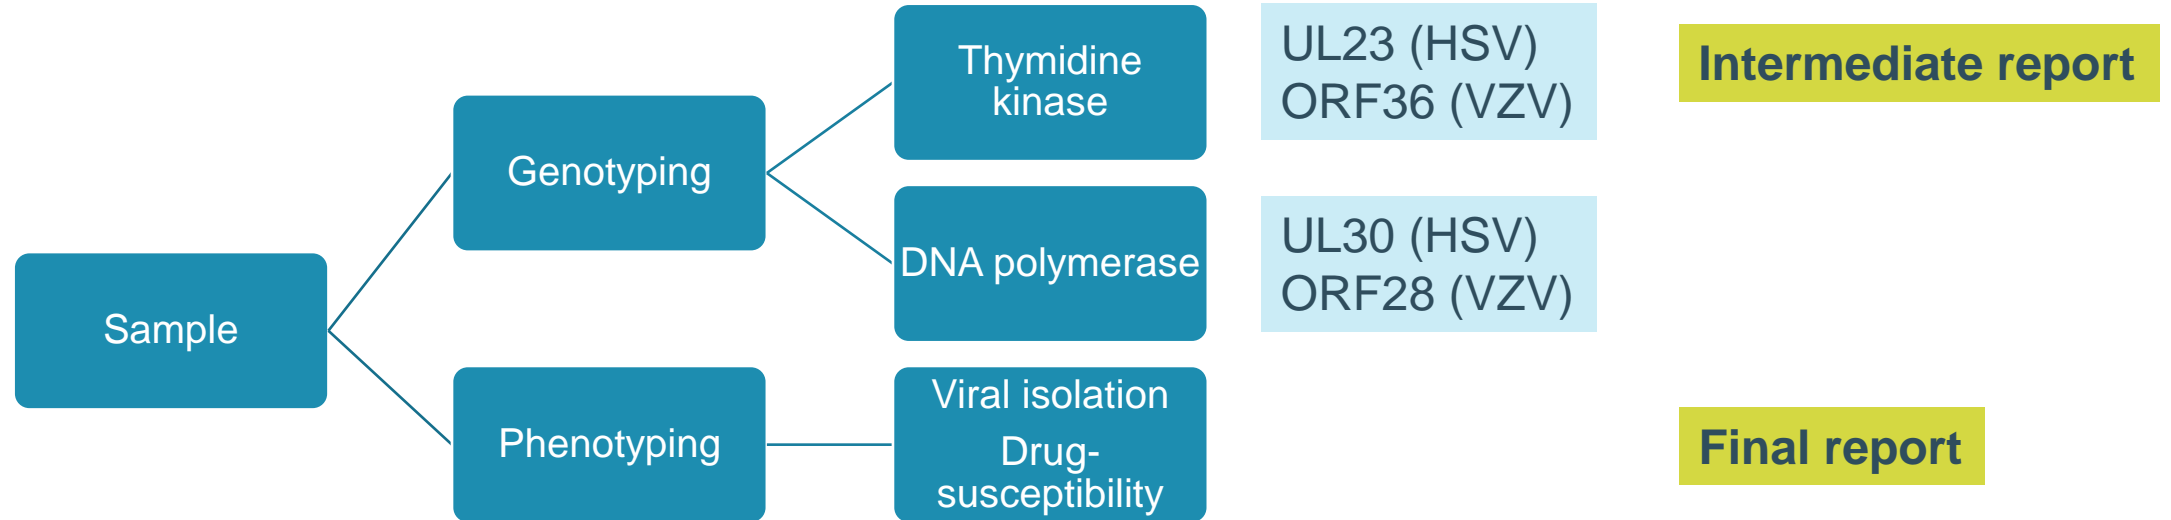 Sample
Genotyping
Phenotyping
Thymidine
kinase
DNA polymerase
Viral isolation
Drug-
susceptibility
UL23 (HSV)
ORF36 (VZV)
UL30 (HSV)
ORF28 (VZV)
Intermediate report
Final report